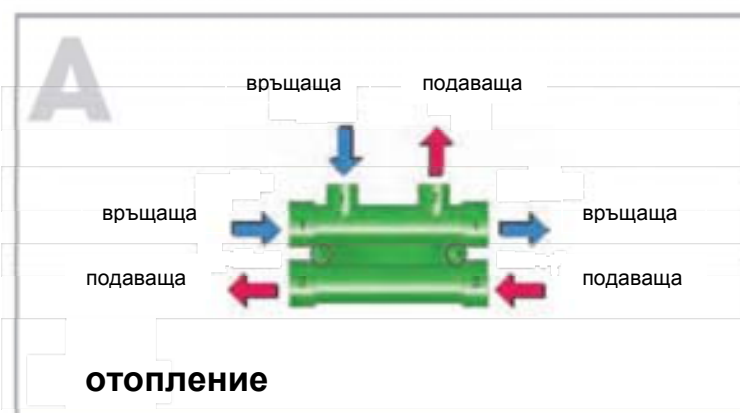 A
връщаща подаваща
връщаща връщаща
подаваща подаваща
отопление